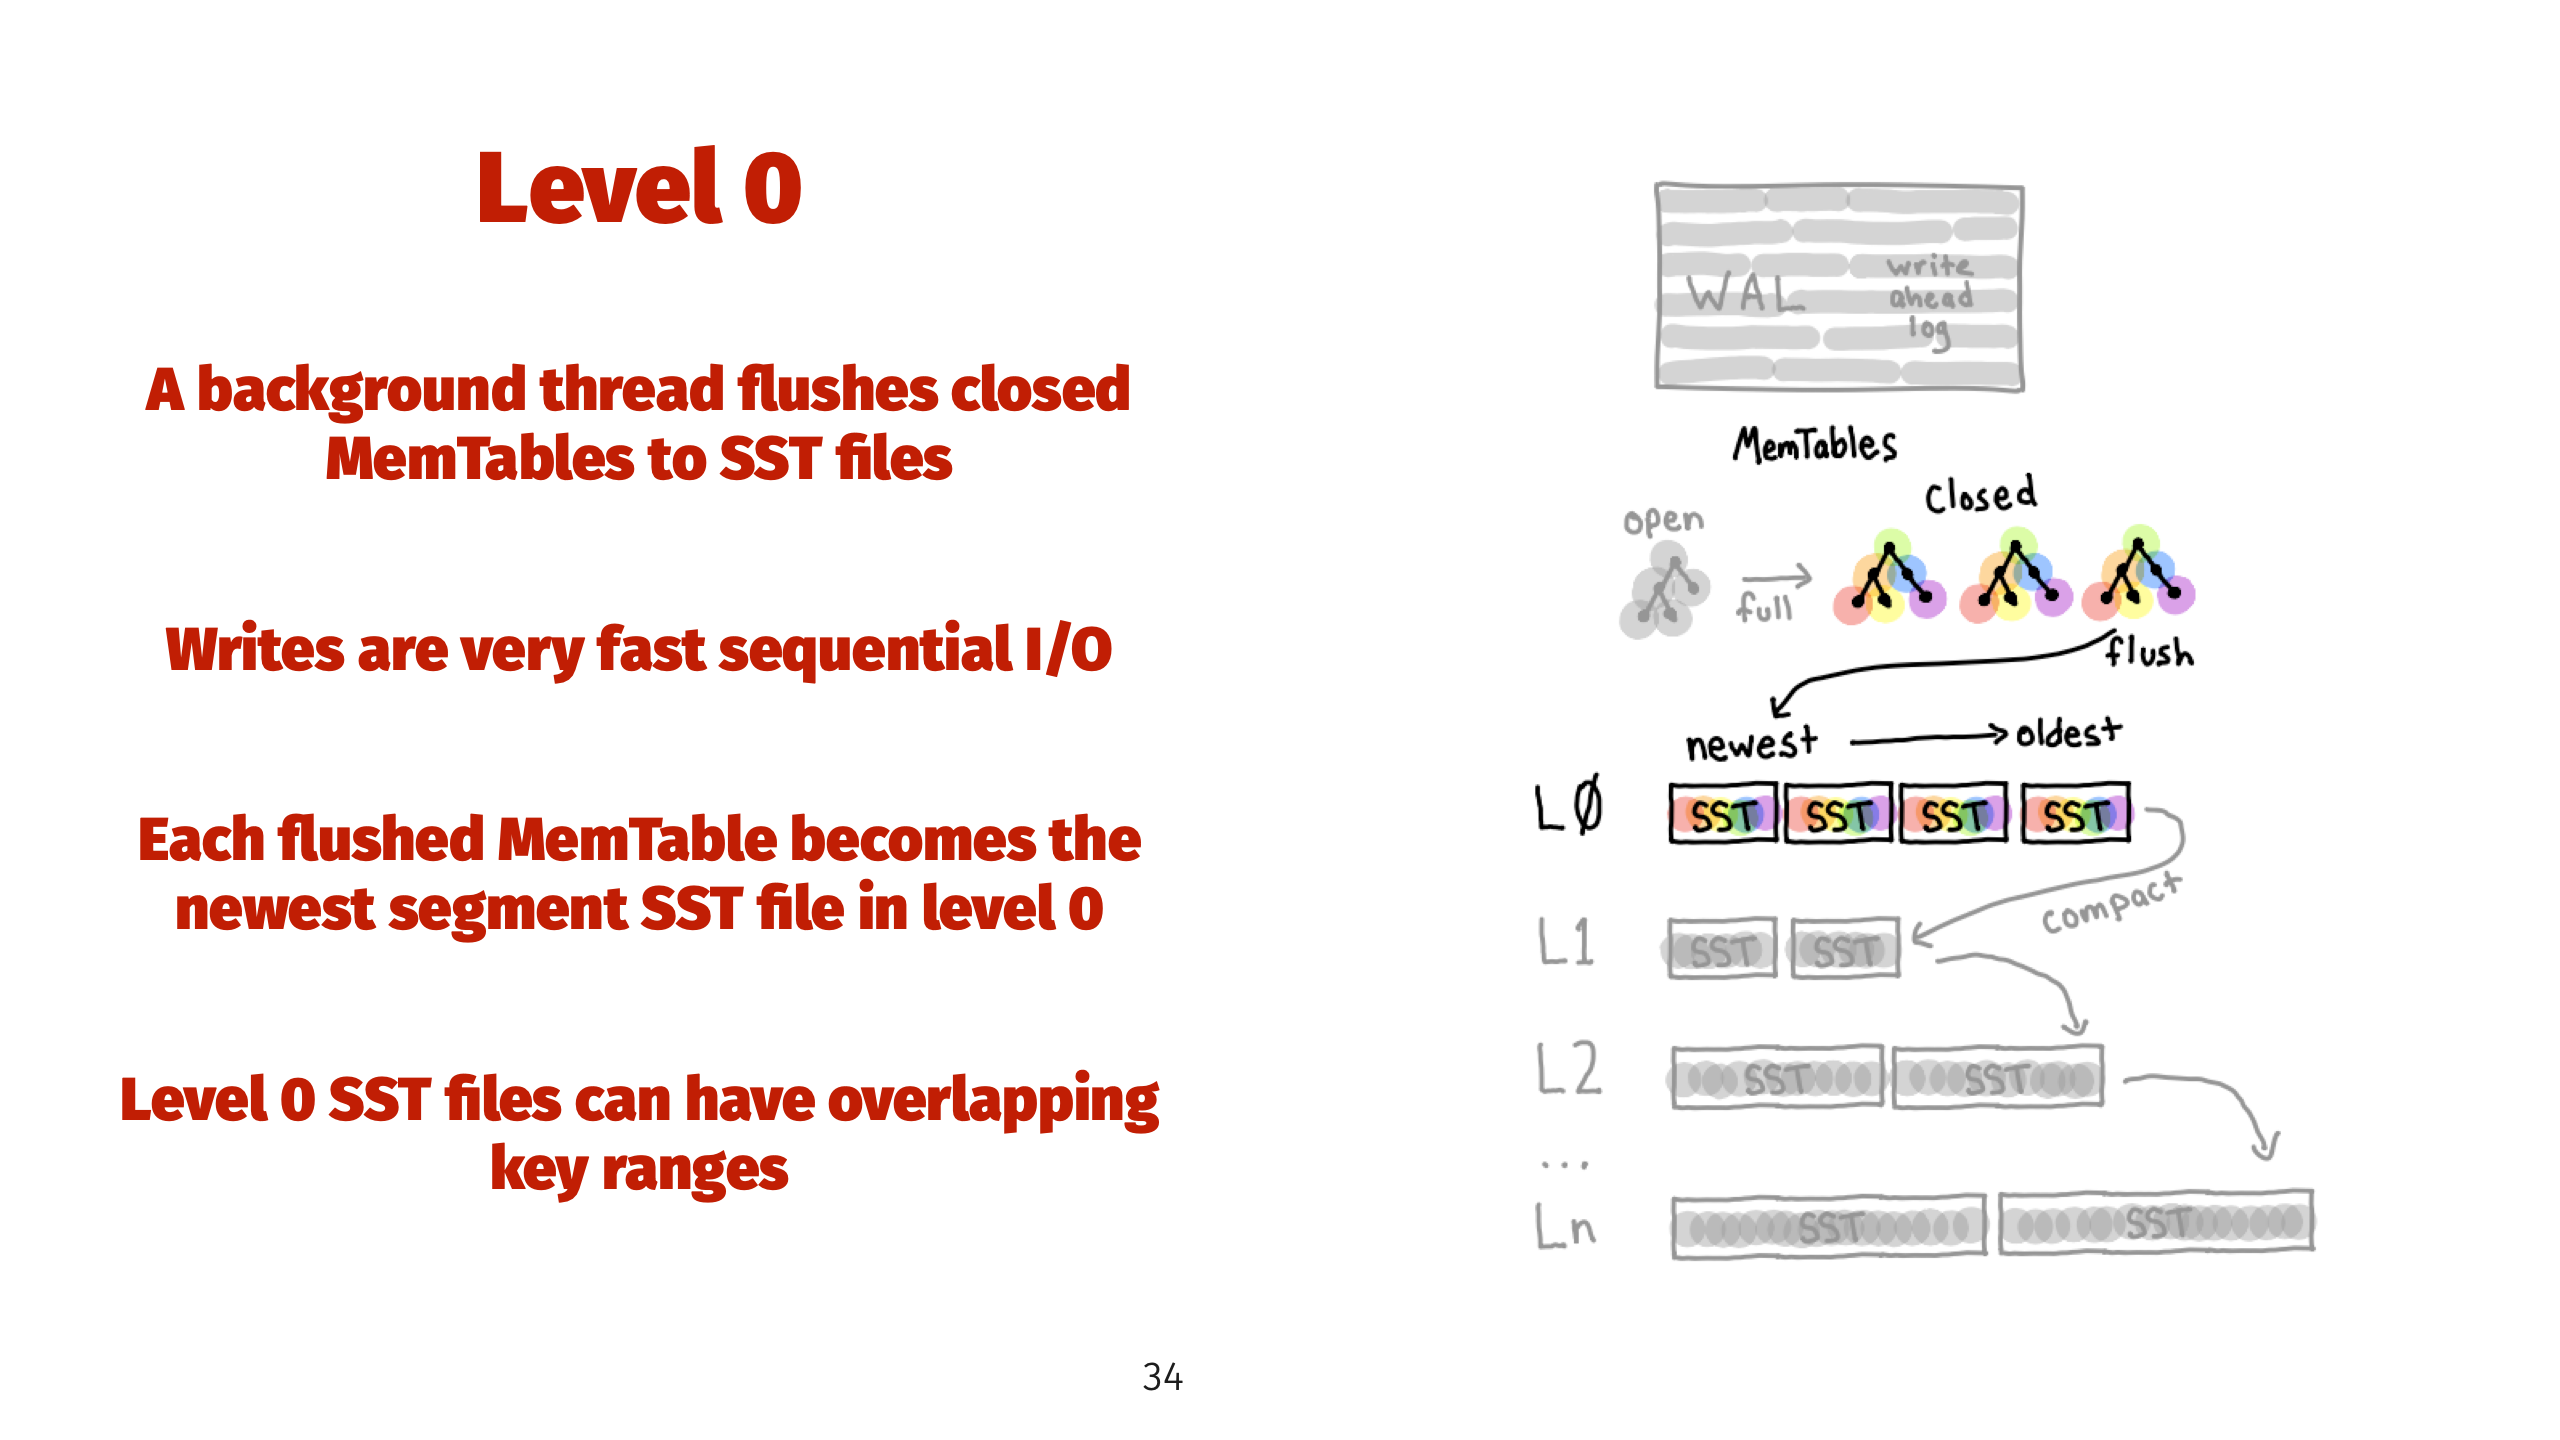 Level 0
A background thread flushes closed
MemTables to SST files
Writes are very fast sequential I/O
Each flushed MemTable becomes the
newest segment SST file in level 0
Level 0 SST files can have overlapping
key ranges
WAL
write
ahead
log
MemTables
open
full
Closed
flush
newest
oldest
LØ
SST SST SST SST
compact
L1
SST SST
L2
SST SST
...
Ln
SST SST
34